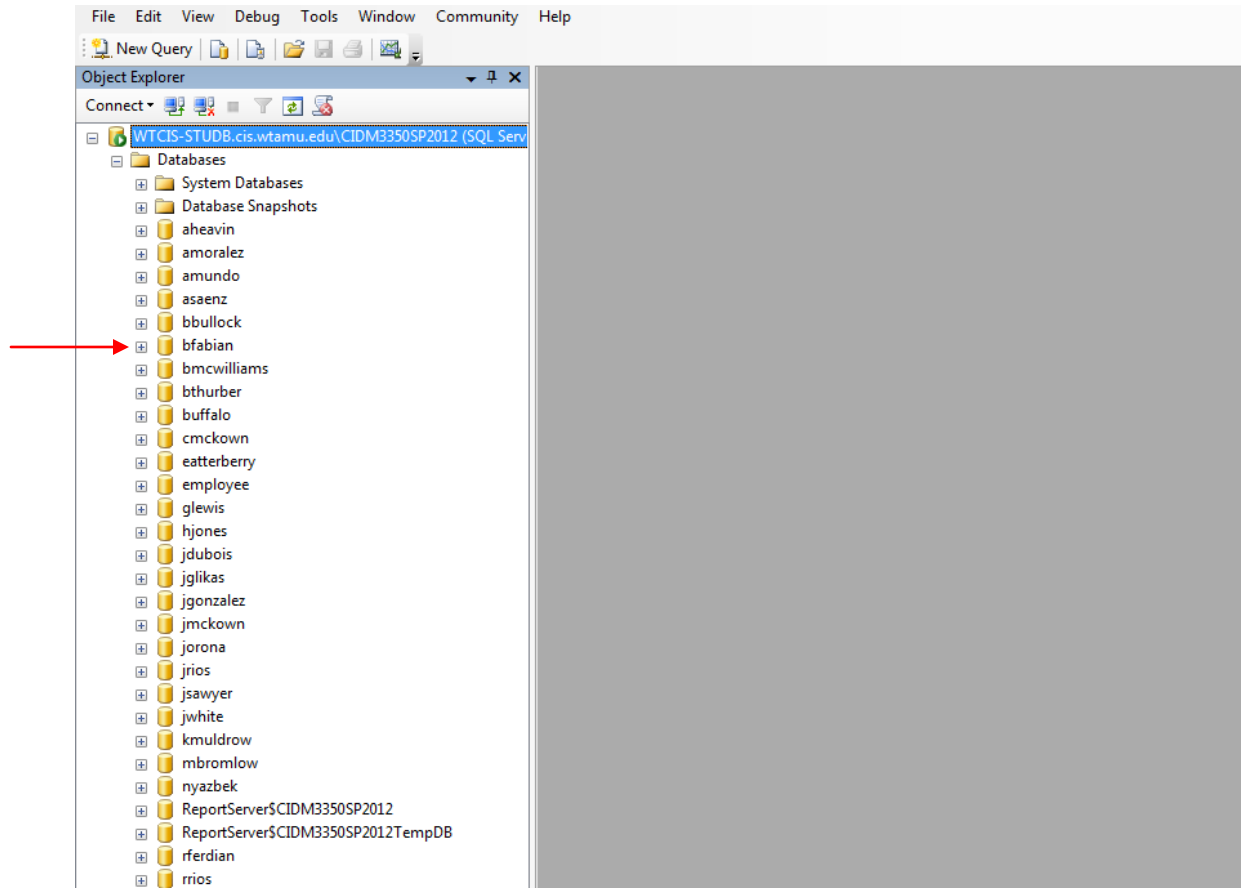 File Edit View Debug Tools Window Community Help
New Query
Object Explorer
Connect
WTCIS-STUDB.cis.wtamu.edu\CIDM3350SP2012 (SQL Serv
Databases
System Databases
Database Snapshots
aheavin
amoralez
amundo
asaenz
bbullock
bfabian
bmcwilliams
bthurber
buffalo
cmckown
eatterberry
employee
glewis
hjones
jdubois
jglikas
jgonzalez
jmckown
jorona
jrios
jsawyer
jwhite
kmuldrow
mbromlow
nyazbek
ReportServer$CIDM3350SP2012
ReportServer$CIDM3350SP2012TempDB
rferdian
rrios